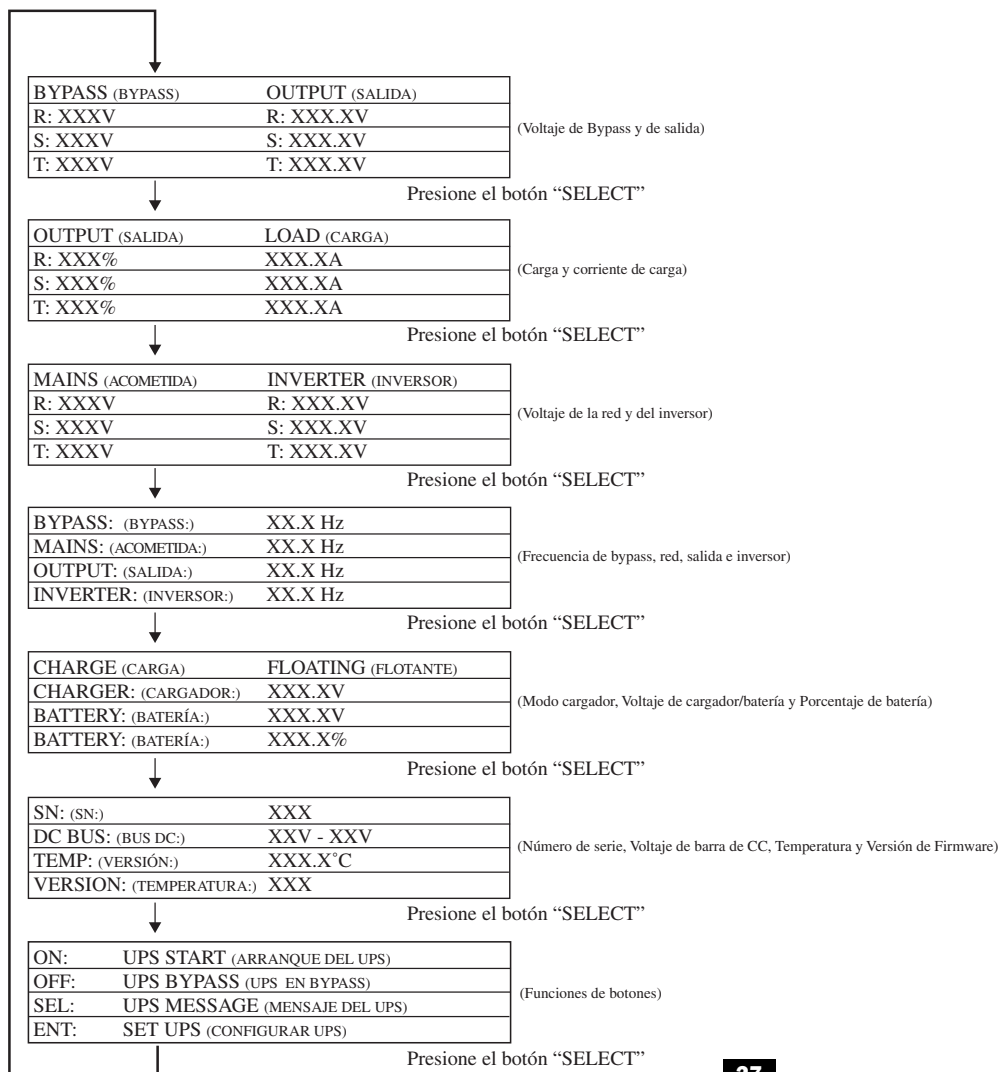 BYPASS (BYPASS) OUTPUT (SALIDA)
R: XXXV R: XXX.XV
S: XXXV S: XXX.XV
T: XXXV T: XXX.XV
(Voltaje de Bypass y de salida)
Presione el botón “SELECT”
OUTPUT (SALIDA) LOAD (CARGA)
R: XXX% XXX.XA
S: XXX% XXX.XA
T: XXX% XXX.XA
(Carga y corriente de carga)
Presione el botón “SELECT”
MAINS (ACOMETIDA) INVERTER (INVERSOR)
R: XXXV R: XXX.XV
S: XXXV S: XXX.XV
T: XXXV T: XXX.XV
(Voltaje de la red y del inversor)
Presione el botón “SELECT”
BYPASS: (BYPASS:) XX.X Hz
MAINS: (ACOMETIDA:) XX.X Hz
OUTPUT: (SALIDA:) XX.X Hz
INVERTER: (INVERSOR:) XX.X Hz
(Frecuencia de bypass, red, salida e inversor)
Presione el botón “SELECT”
CHARGE (CARGA) FLOATING (FLOTANTE)
CHARGER: (CARGADOR:) XXX.XV
BATTERY: (BATERÍA:) XXX.XV
BATTERY: (BATERÍA:) XXX.X%
(Modo cargador, Voltaje de cargador/batería y Porcentaje de batería)
Presione el botón “SELECT”
SN: (SN:) XXX
DC BUS: (BUS DC:) XXV - XXV
TEMP: (VERSIÓN:) XXX.X˚C
VERSION: (TEMPERATURA:) XXX
(Número de serie, Voltaje de barra de CC, Temperatura y Versión de Firmware)
Presione el botón “SELECT”
ON: UPS START (ARRANQUE DEL UPS)
OFF: UPS BYPASS (UPS EN BYPASS)
SEL: UPS MESSAGE (MENSAJE DEL UPS)
ENT: SET UPS (CONFIGURAR UPS)
(Funciones de botones)
Presione el botón “SELECT”